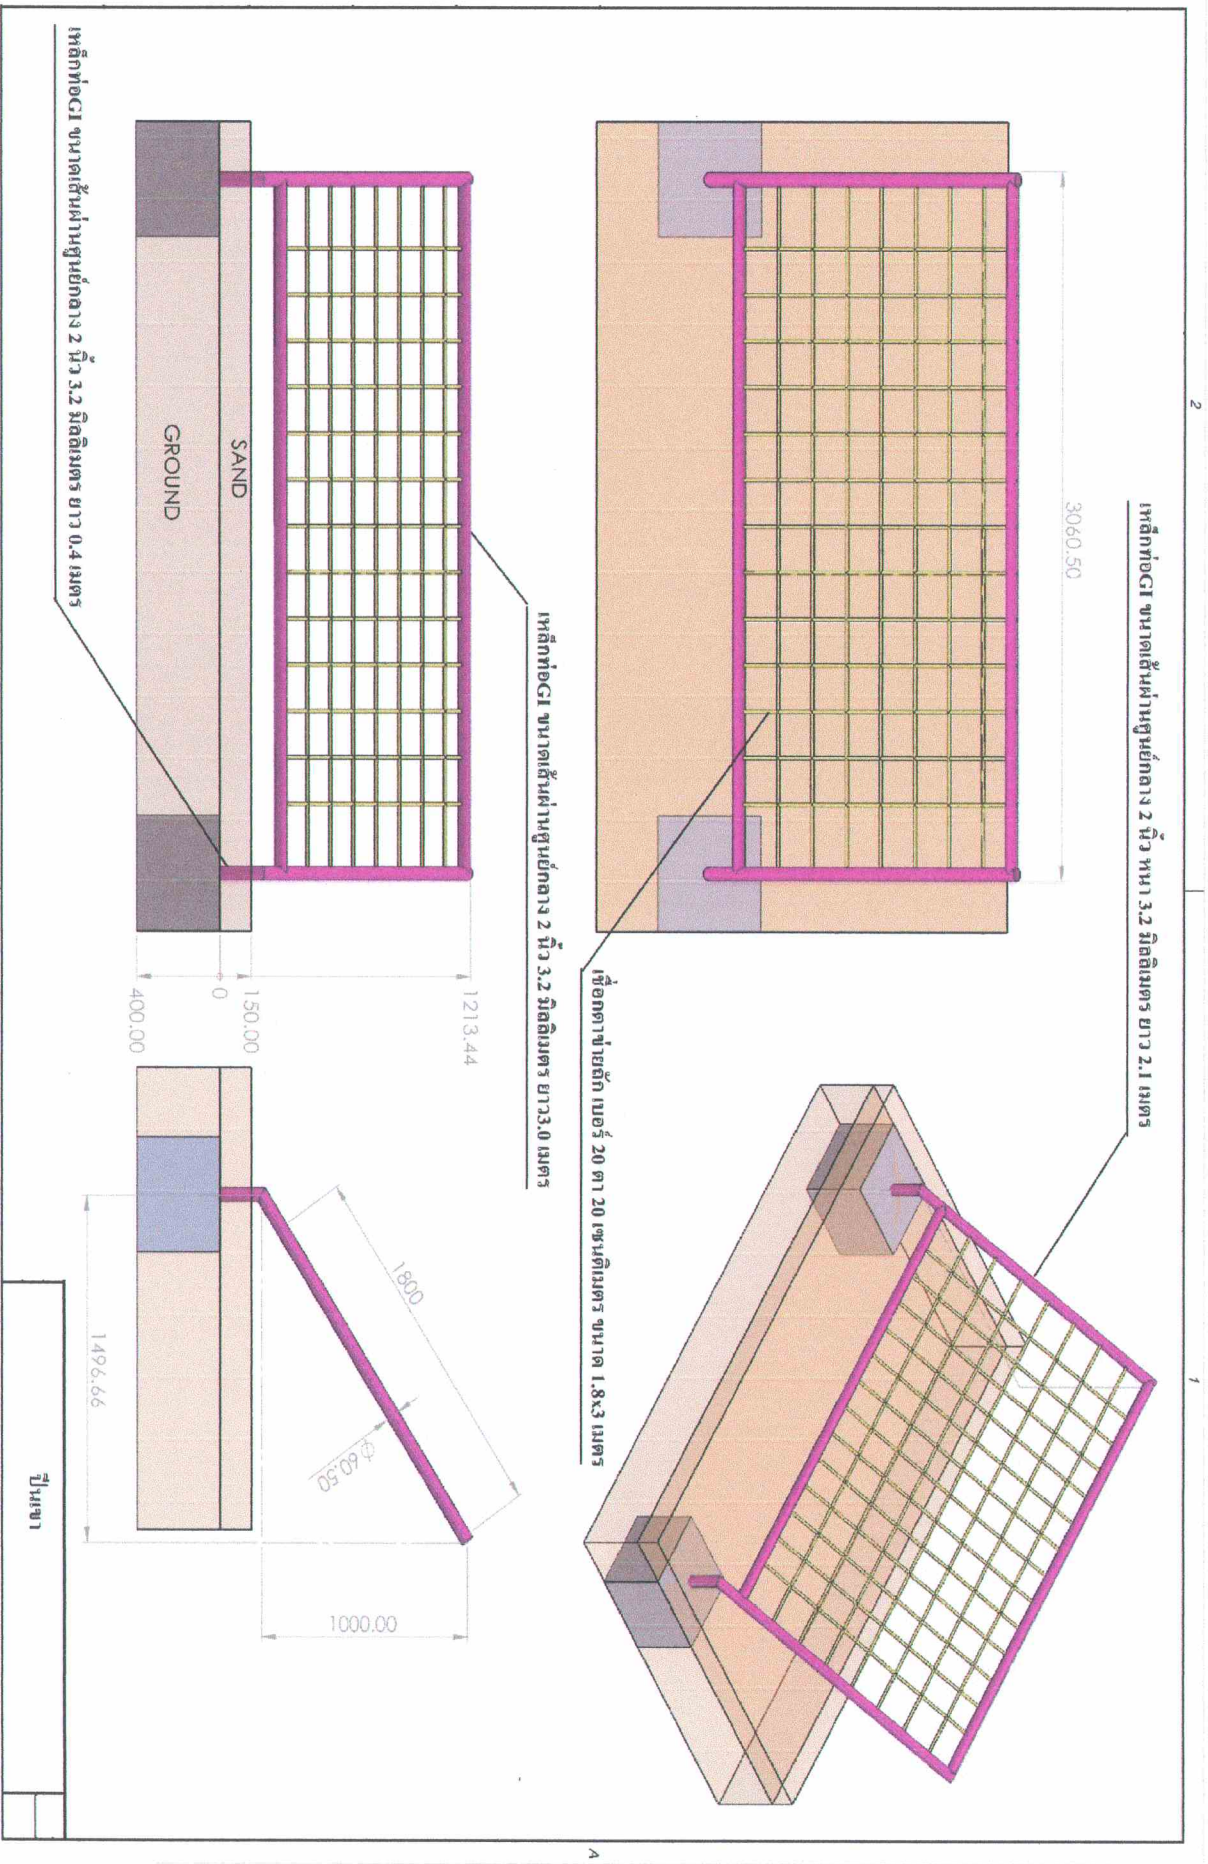 2
1
เหล็กท่อGI ขนาดเส้นผ่านศูนย์กลาง 2 นิ้ว หนา 3.2 มิลลิเมตร ยาว 2.1 เมตร
3060.50
เชือกตาข่ายถัก เบอร์ 20 ตา 20 เซนติเมตร ขนาด 1.8x3 เมตร
A
เหล็กท่อGI ขนาดเส้นผ่านศูนย์กลาง 2 นิ้ว 3.2 มิลลิเมตร ยาว3.0 เมตร
1213.44
150.00
0
400.00
SAND
GROUND
1800
ϕ60.50
1000.00
1496.66
เหล็กท่อGI ขนาดเส้นผ่านศูนย์กลาง 2 นิ้ว 3.2 มิลลิเมตร ยาว 0.4 เมตร
ปีนเขา